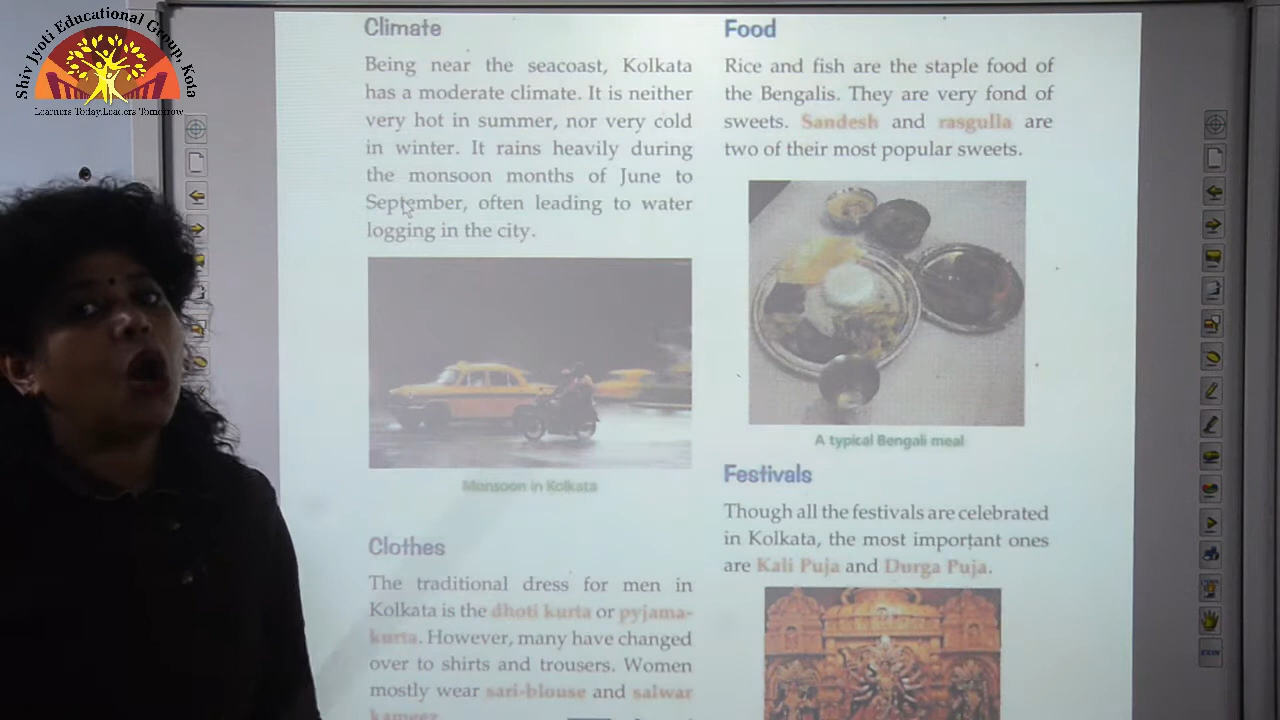 Shiv Jyoti Educational Group, Kota
Learners Today.Leaders Tomorrow
Climate
Being near the seacoast, Kolkata
has a moderate climate. It is neither
very hot in summer, nor very cold
in winter. It rains heavily during
the monsoon months of June to
September, often leading to water
logging in the city.
Monsoon in Kolkata
Clothes
The traditional dress for men in
Kolkata is the dhoti kurta or pyjama-
kurta. However, many have changed
over to shirts and trousers. Women
mostly wear sari-blouse and salwar
kameez
Food
Rice and fish are the staple food of
the Bengalis. They are very fond of
sweets. Sandesh and rasgulla are
two of their most popular sweets.
A typical Bengali meal
Festivals
Though all the festivals are celebrated
in Kolkata, the most important ones
are Kali Puja and Durga Puja.
EXIN